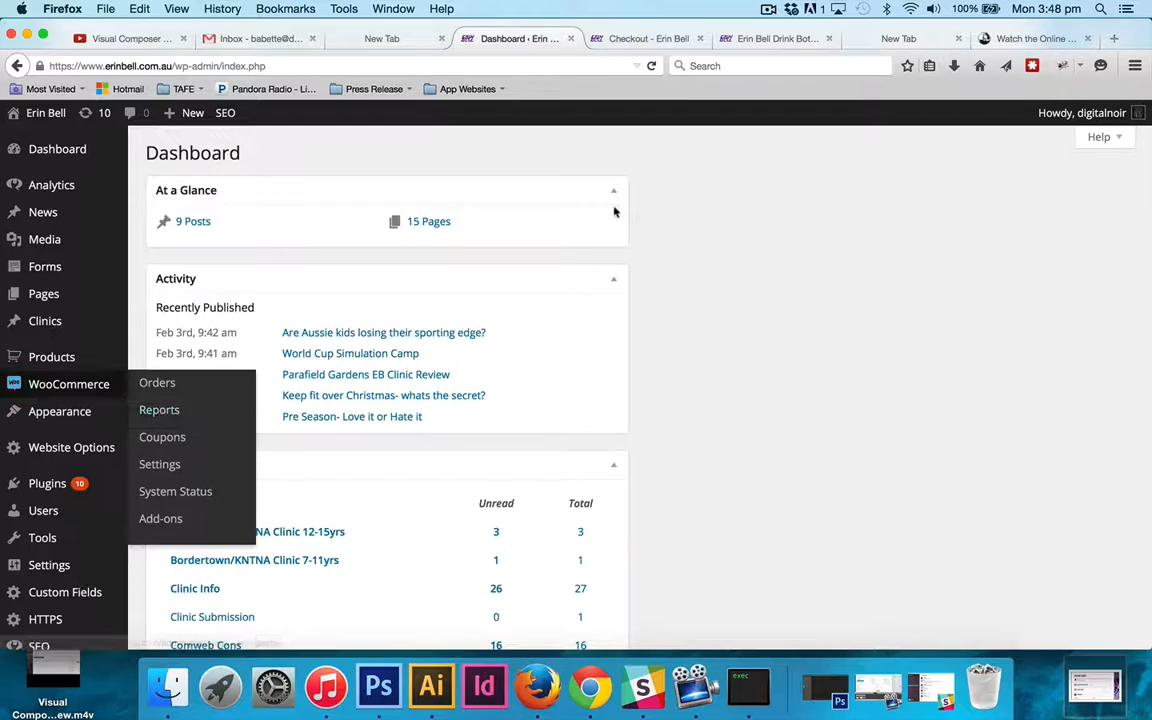 Firefox File Edit View History Bookmarks Tools Window Help 1 100% Mon 3:48 pm
Visual Composer ... × Inbox - babette@d... × New Tab × Dashboard ‹ Erin ... × Checkout - Erin Bell × Erin Bell Drink Bot... × New Tab × Watch the Online ... × +
https://www.erinbell.com.au/wp-admin/index.php Search
Most Visited Hotmail TAFE Pandora Radio - Li... Press Release App Websites
Erin Bell 10 0 + New SEO Howdy, digitalnoir
Help
Dashboard
Dashboard
Analytics
News
Media
Forms
Pages
Clinics
Products
WooCommerce
Appearance
Website Options
Plugins 10
Users
Tools
Settings
Custom Fields
HTTPS
SEO
Orders
Reports
Coupons
Settings
System Status
Add-ons
At a Glance
9 Posts 15 Pages
Activity
Recently Published
Feb 3rd, 9:42 am Are Aussie kids losing their sporting edge?
Feb 3rd, 9:41 am World Cup Simulation Camp
Parafield Gardens EB Clinic Review
Keep fit over Christmas- whats the secret?
Pre Season- Love it or Hate it
Unread Total
NA Clinic 12-15yrs 3 3
Bordertown/KNTNA Clinic 7-11yrs 1 1
Clinic Info 26 27
Clinic Submission 0 1
Comweb Cons 16 16
Visual
Compo...ew.m4v
Ps Ai Id S exec Ps S